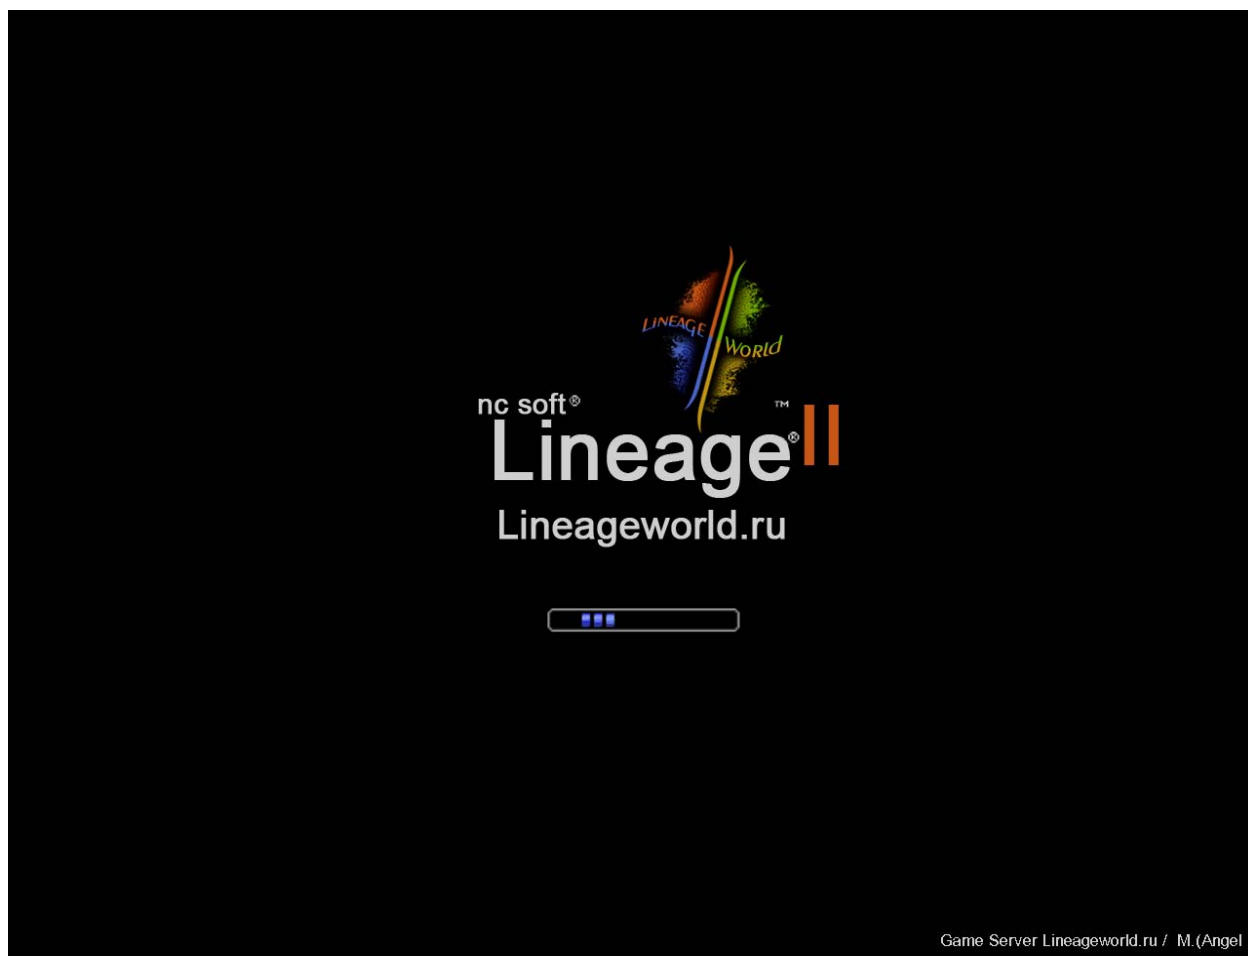 LINEAGE
WORLD
nc soft®
Lineage®™ II
Lineageworld.ru
Game Server Lineageworld.ru / M.(Angel